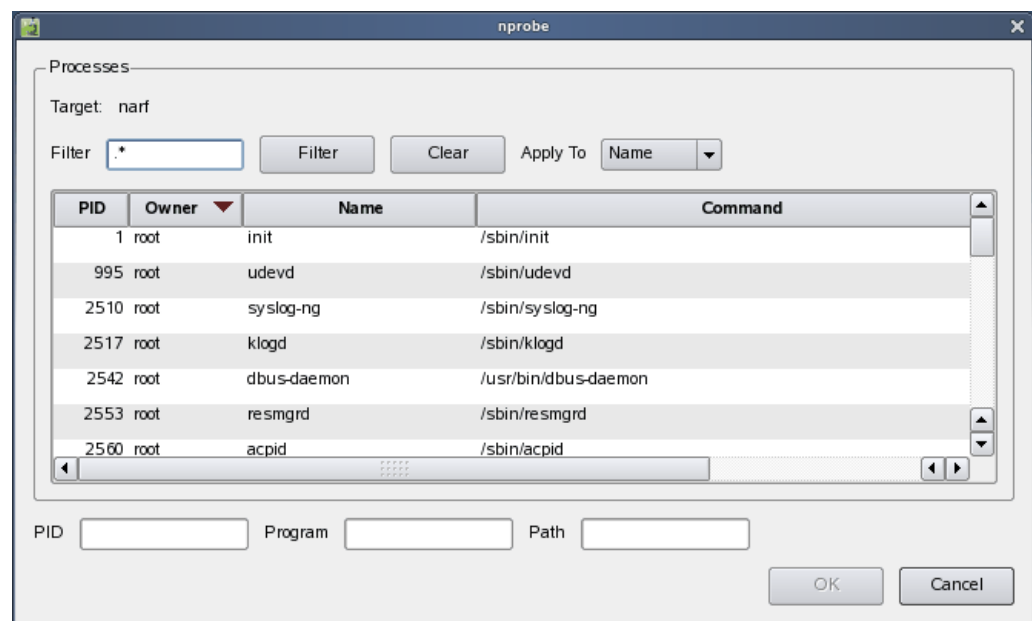 nprobe
Processes
Target: narf
Filter .* Filter Clear Apply To Name
PID Owner Name Command
1 root init /sbin/init
995 root udevd /sbin/udevd
2510 root syslog-ng /sbin/syslog-ng
2517 root klogd /sbin/klogd
2542 root dbus-daemon /usr/bin/dbus-daemon
2553 root resmgrd /sbin/resmgrd
2560 root acpid /sbin/acpid
PID Program Path
OK Cancel